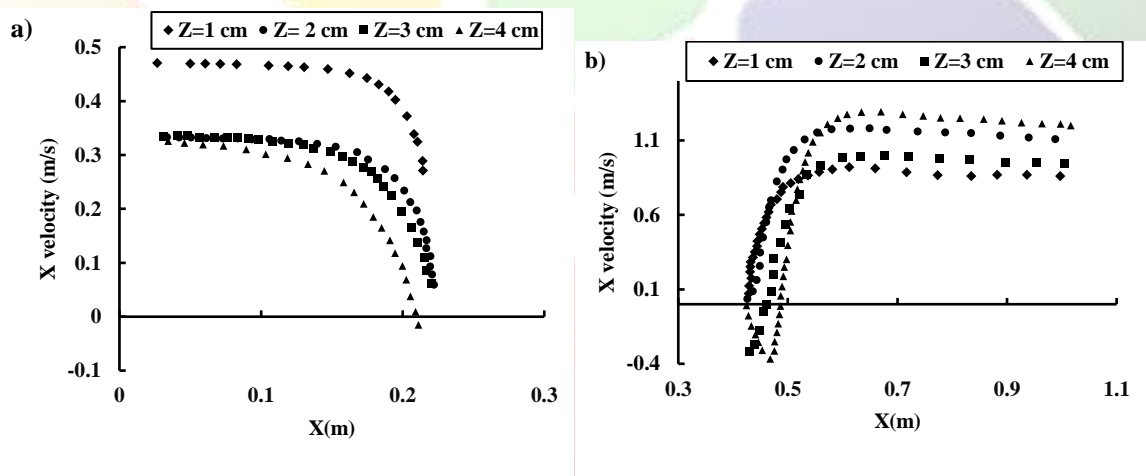 a)
◆ Z=1 cm ● Z= 2 cm ■ Z=3 cm ▲ Z=4 cm
0.5
0.4
0.3
0.2
0.1
0
-0.1
X velocity (m/s)
0 0.1 0.2 0.3
X(m)
b)
◆ Z=1 cm ● Z=2 cm ■ Z=3 cm ▲ Z=4 cm
1.1
0.6
0.1
-0.4
X velocity (m/s)
0.3 0.5 0.7 0.9 1.1
X(m)